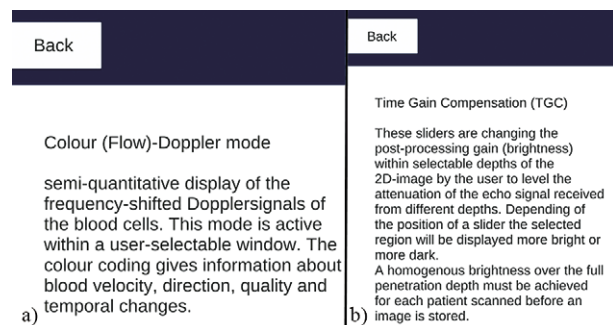 Back
Colour (Flow)-Doppler mode
semi-quantitative display of the
frequency-shifted Dopplersignals of
the blood cells. This mode is active
within a user-selectable window. The
colour coding gives information about
blood velocity, direction, quality and
temporal changes.
a)
Back
Time Gain Compensation (TGC)
These sliders are changing the
post-processing gain (brightness)
within selectable depths of the
2D-image by the user to level the
attenuation of the echo signal received
from different depths. Depending of
the position of a slider the selected
region will be displayed more bright or
more dark.
A homogenous brightness over the full
penetration depth must be achieved
for each patient scanned before an
image is stored.
b)